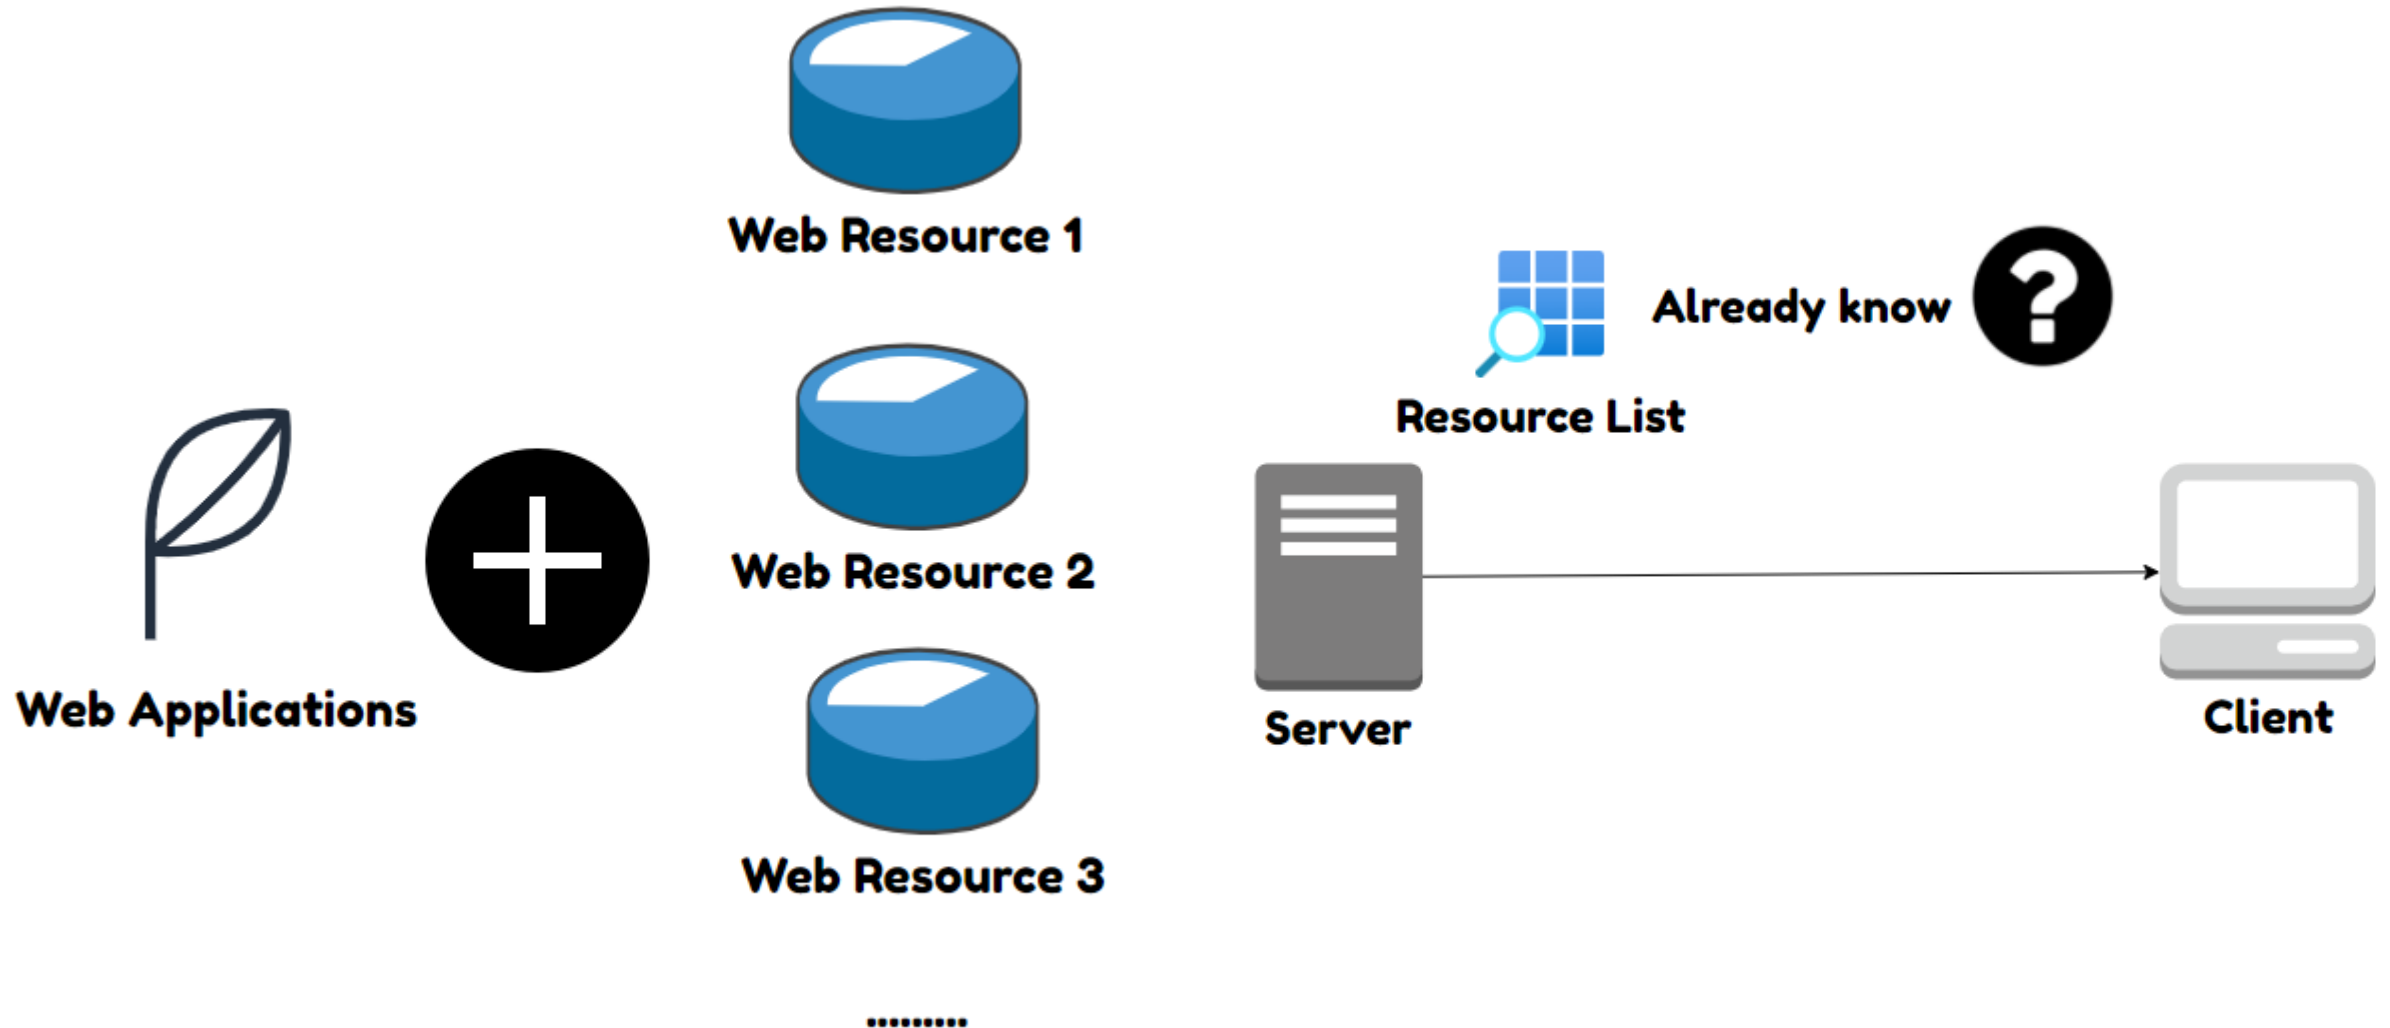 Web Resource 1
Already know ?
Resource List
Web Resource 2
Web Applications
Server
Client
Web Resource 3
.........